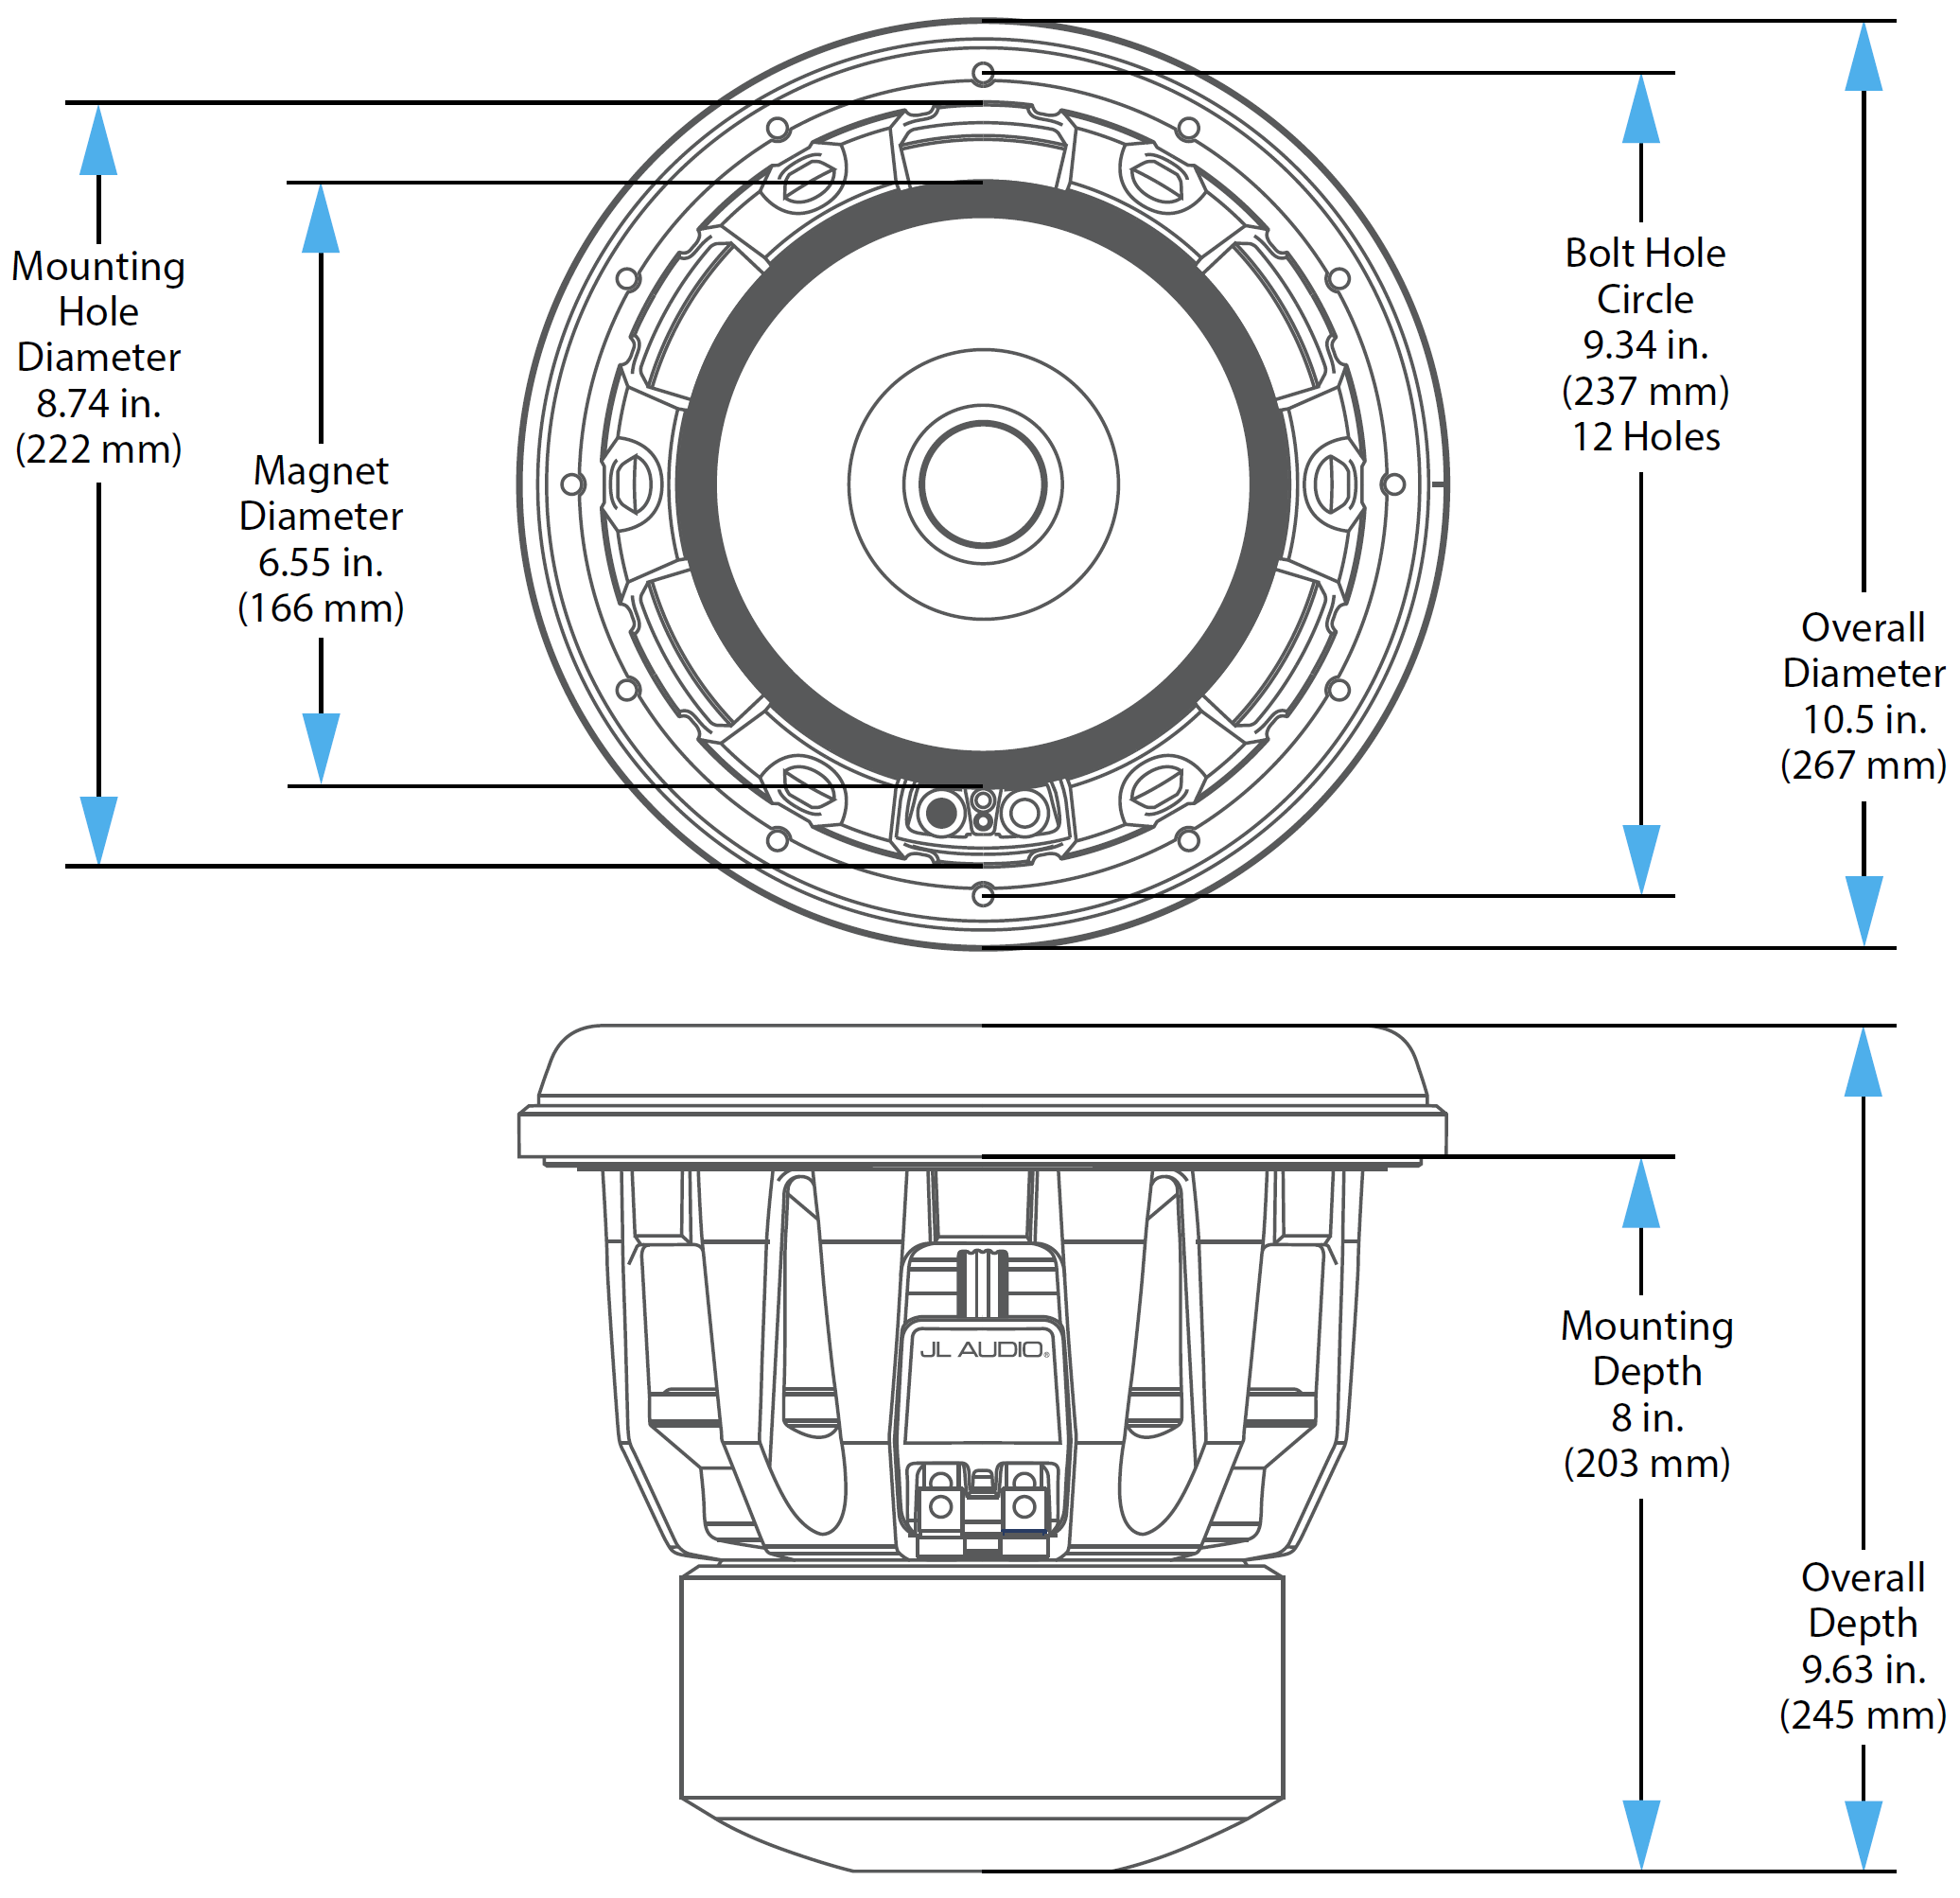 Mounting
Hole
Diameter
8.74 in.
(222 mm)
Magnet
Diameter
6.55 in.
(166 mm)
Bolt Hole
Circle
9.34 in.
(237 mm)
12 Holes
Overall
Diameter
10.5 in.
(267 mm)
JL AUDIO®
Mounting
Depth
8 in.
(203 mm)
Overall
Depth
9.63 in.
(245 mm)